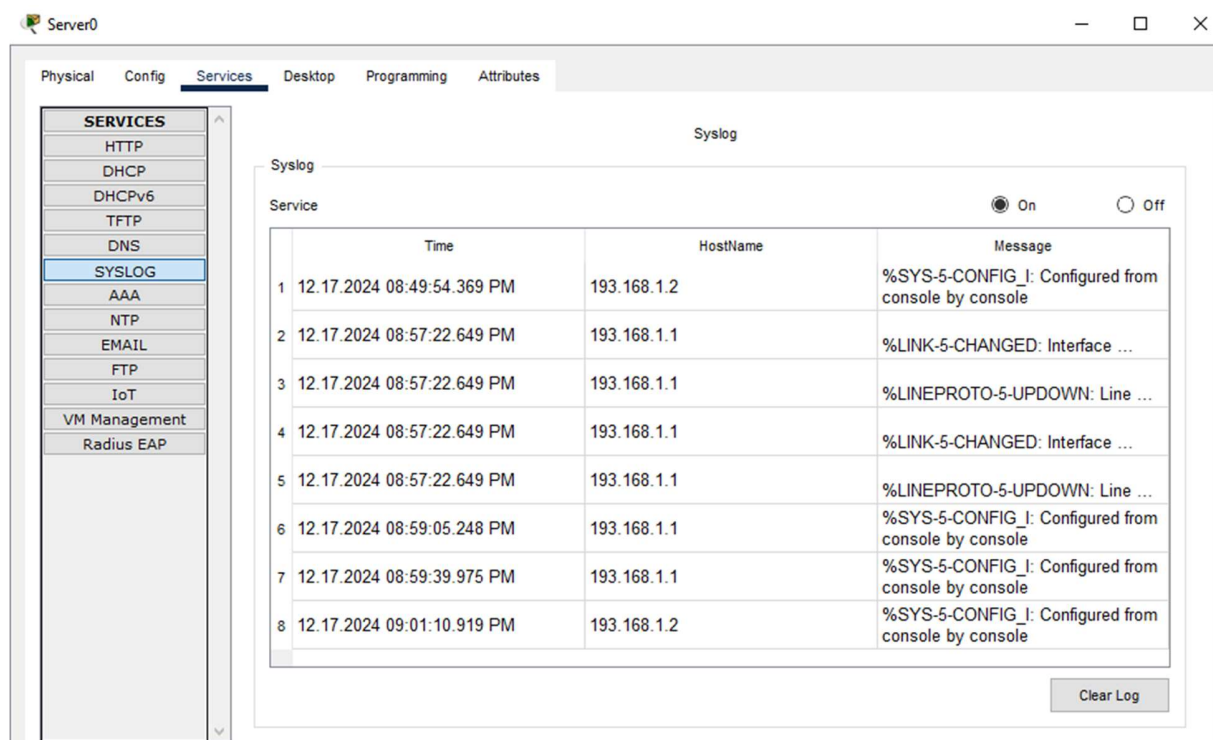 Server0
Physical Config Services Desktop Programming Attributes
SERVICES
HTTP
DHCP
DHCPv6
TFTP
DNS
SYSLOG
AAA
NTP
EMAIL
FTP
IoT
VM Management
Radius EAP
Syslog
Syslog
Service On Off
Time HostName Message
1 12.17.2024 08:49:54.369 PM 193.168.1.2 %SYS-5-CONFIG_I: Configured from
console by console
2 12.17.2024 08:57:22.649 PM 193.168.1.1 %LINK-5-CHANGED: Interface ...
3 12.17.2024 08:57:22.649 PM 193.168.1.1 %LINEPROTO-5-UPDOWN: Line ...
4 12.17.2024 08:57:22.649 PM 193.168.1.1 %LINK-5-CHANGED: Interface ...
5 12.17.2024 08:57:22.649 PM 193.168.1.1 %LINEPROTO-5-UPDOWN: Line ...
6 12.17.2024 08:59:05.248 PM 193.168.1.1 %SYS-5-CONFIG_I: Configured from
console by console
7 12.17.2024 08:59:39.975 PM 193.168.1.1 %SYS-5-CONFIG_I: Configured from
console by console
8 12.17.2024 09:01:10.919 PM 193.168.1.2 %SYS-5-CONFIG_I: Configured from
console by console
Clear Log